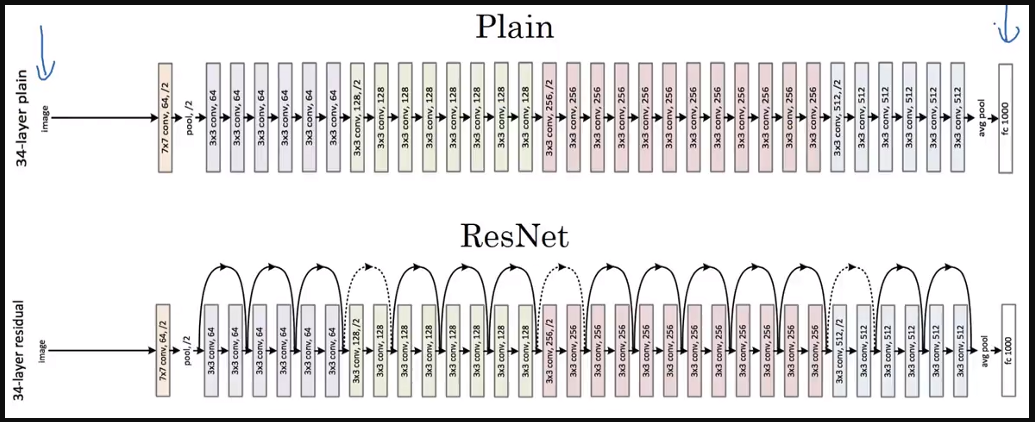 Plain
34-layer plain
image
7x7 conv, 64, /2
pool, /2
3x3 conv, 64
3x3 conv, 64
3x3 conv, 64
3x3 conv, 64
3x3 conv, 64
3x3 conv, 64
3x3 conv, 128, /2
3x3 conv, 128
3x3 conv, 128
3x3 conv, 128
3x3 conv, 128
3x3 conv, 128
3x3 conv, 128
3x3 conv, 128
3x3 conv, 256, /2
3x3 conv, 256
3x3 conv, 256
3x3 conv, 256
3x3 conv, 256
3x3 conv, 256
3x3 conv, 256
3x3 conv, 256
3x3 conv, 256
3x3 conv, 256
3x3 conv, 256
3x3 conv, 256
3x3 conv, 512, /2
3x3 conv, 512
3x3 conv, 512
3x3 conv, 512
3x3 conv, 512
3x3 conv, 512
avg pool
fc 1000
ResNet
34-layer residual
image
7x7 conv, 64, /2
pool, /2
3x3 conv, 64
3x3 conv, 64
3x3 conv, 64
3x3 conv, 64
3x3 conv, 64
3x3 conv, 64
3x3 conv, 128, /2
3x3 conv, 128
3x3 conv, 128
3x3 conv, 128
3x3 conv, 128
3x3 conv, 128
3x3 conv, 128
3x3 conv, 128
3x3 conv, 256, /2
3x3 conv, 256
3x3 conv, 256
3x3 conv, 256
3x3 conv, 256
3x3 conv, 256
3x3 conv, 256
3x3 conv, 256
3x3 conv, 256
3x3 conv, 256
3x3 conv, 256
3x3 conv, 256
3x3 conv, 512, /2
3x3 conv, 512
3x3 conv, 512
3x3 conv, 512
3x3 conv, 512
3x3 conv, 512
avg pool
fc 1000